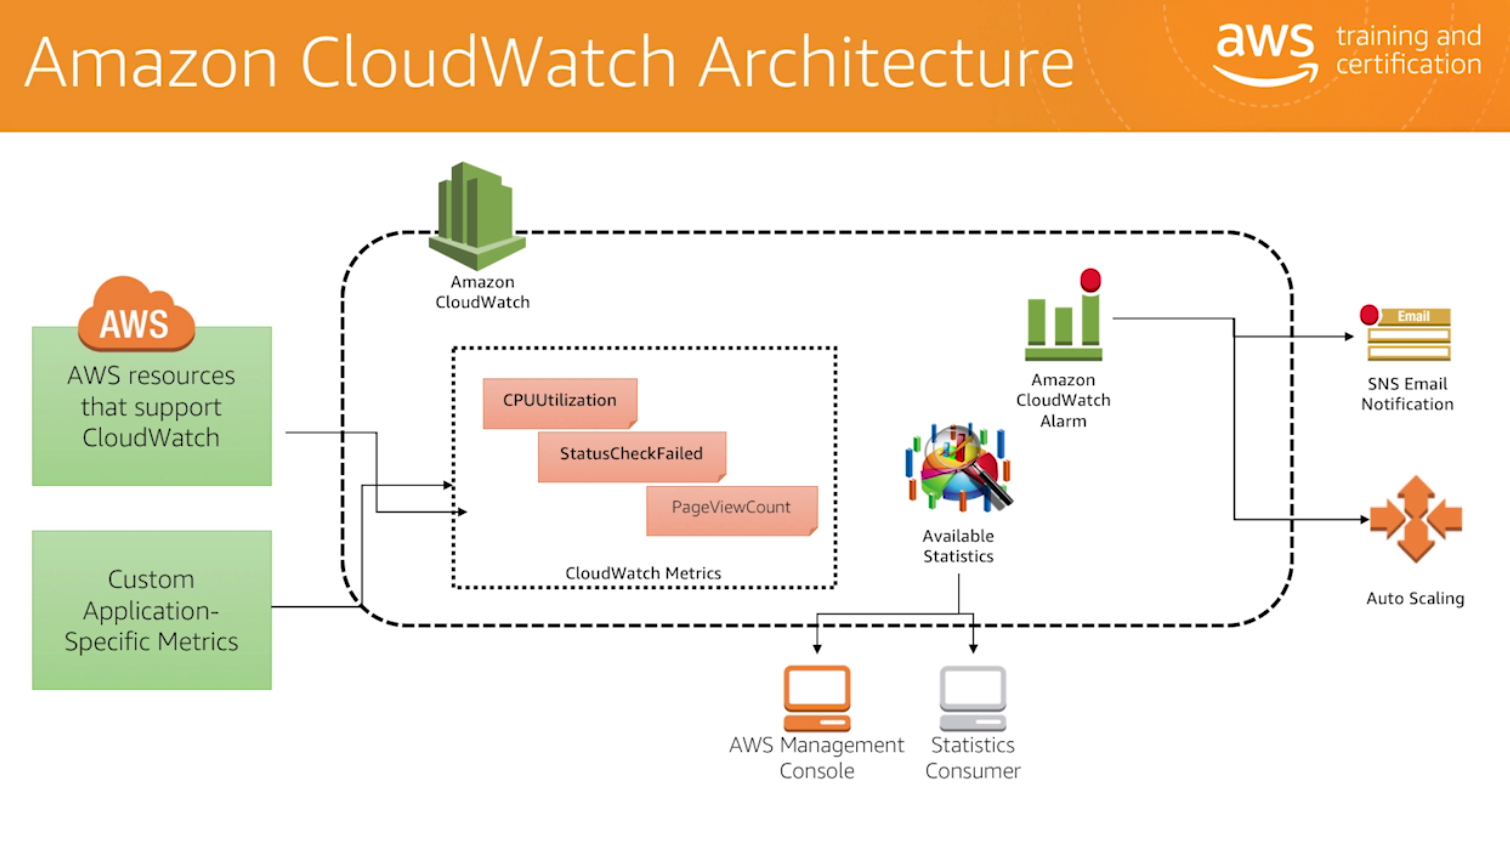 Amazon CloudWatch Architecture
aws
training and
certification
Amazon
CloudWatch
AWS
AWS resources
that support
CloudWatch
Custom
Application-
Specific Metrics
CPUUtilization
StatusCheckFailed
PageViewCount
CloudWatch Metrics
Available
Statistics
Amazon
CloudWatch
Alarm
Email
SNS Email
Notification
Auto Scaling
AWS Management
Console
Statistics
Consumer